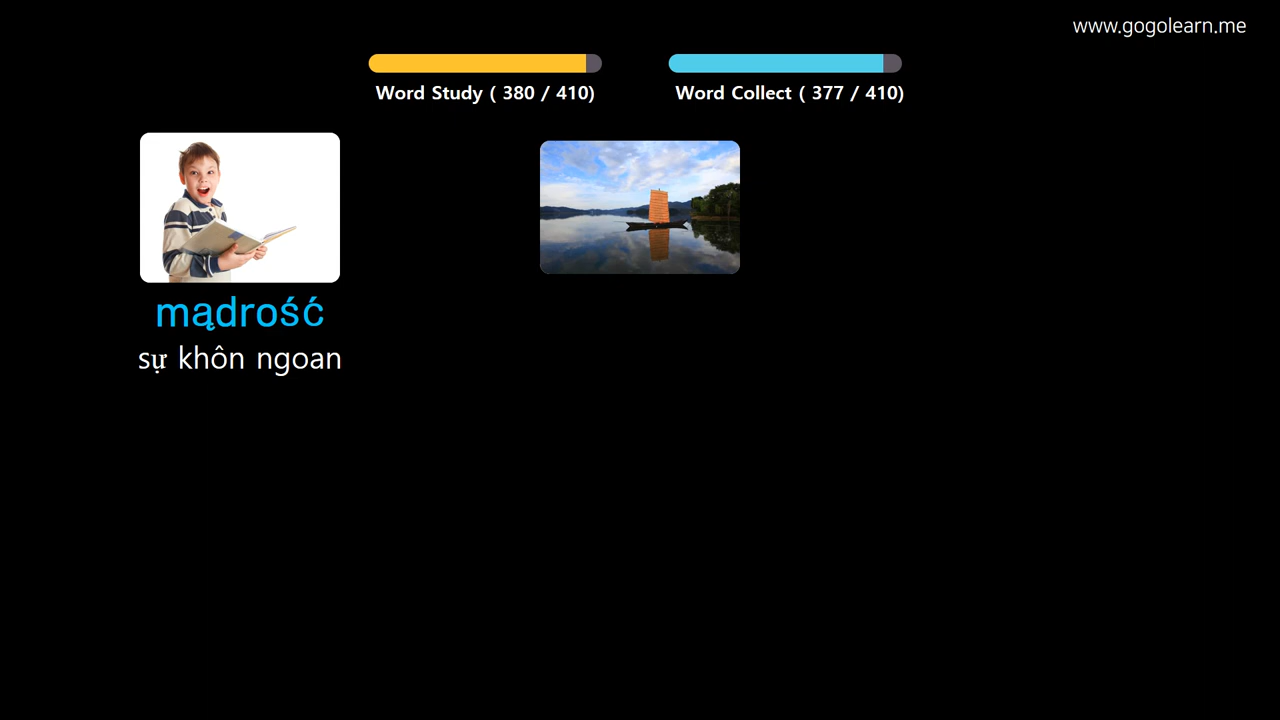 www.gogolearn.me
Word Study ( 380 / 410)
Word Collect ( 377 / 410)
mądrość
sự khôn ngoan